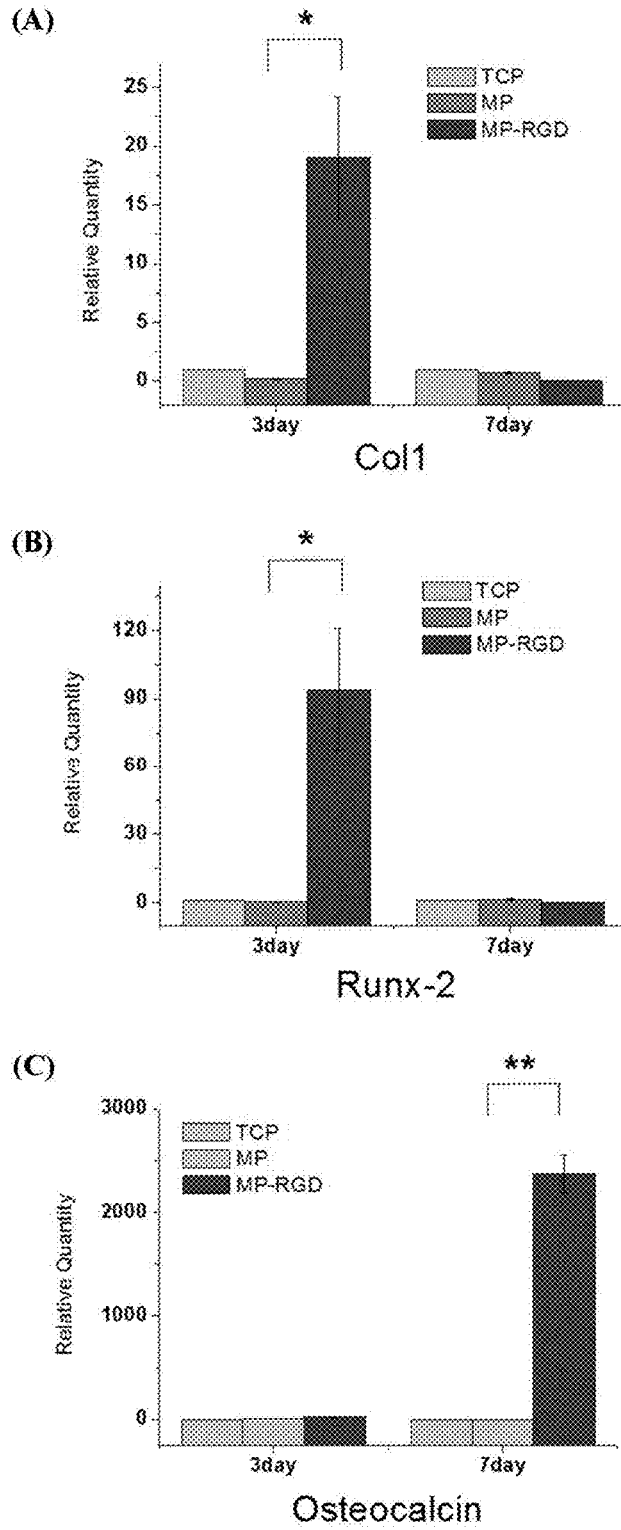 (A)
*
TCP
MP
MP-RGD
25
20
15
10
5
0
Relative Quantity
3day 7day
Col1
(B)
*
TCP
MP
MP-RGD
120
90
60
30
0
Relative Quantity
3day 7day
Runx-2
(C)
**
TCP
MP
MP-RGD
3000
2000
1000
0
Relative Quantity
3day 7day
Osteocalcin